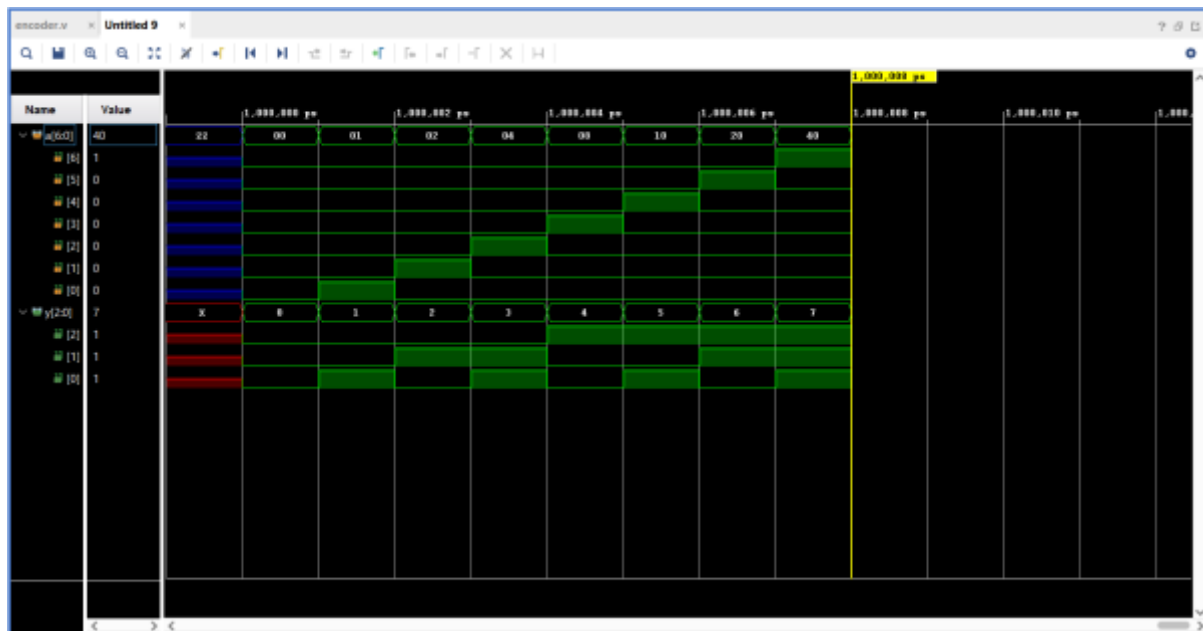 encoder.v × Untitled 9 ×
1,000,008 ps
Name Value
1,000,000 ps 1,000,002 ps 1,000,004 ps 1,000,006 ps 1,000,008 ps 1,000,010 ps
a[6:0] 40 ZZ 00 01 02 04 08 10 20 40
[6] 1
[5] 0
[4] 0
[3] 0
[2] 0
[1] 0
[0] 0
y[2:0] 7 X 0 1 2 3 4 5 6 7
[2] 1
[1] 1
[0] 1